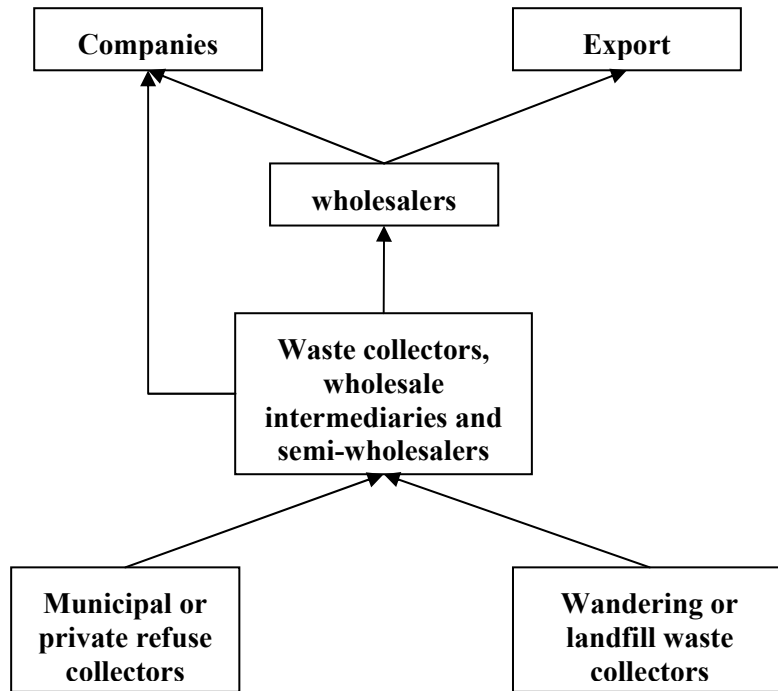 Companies
Export
wholesalers
Waste collectors,
wholesale
intermediaries and
semi-wholesalers
Municipal or
private refuse
collectors
Wandering or
landfill waste
collectors